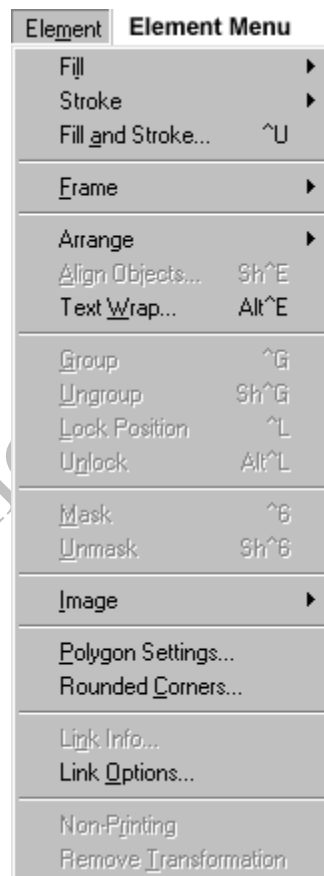 Element Element Menu
Fill
Stroke
Fill and Stroke... ^U
Frame
Arrange
Align Objects... Sh^E
Text Wrap... Alt^E
Group ^G
Ungroup Sh^G
Lock Position ^L
Unlock Alt^L
Mask ^6
Unmask Sh^6
Image
Polygon Settings...
Rounded Corners...
Link Info...
Link Options...
Non-Printing
Remove Transformation